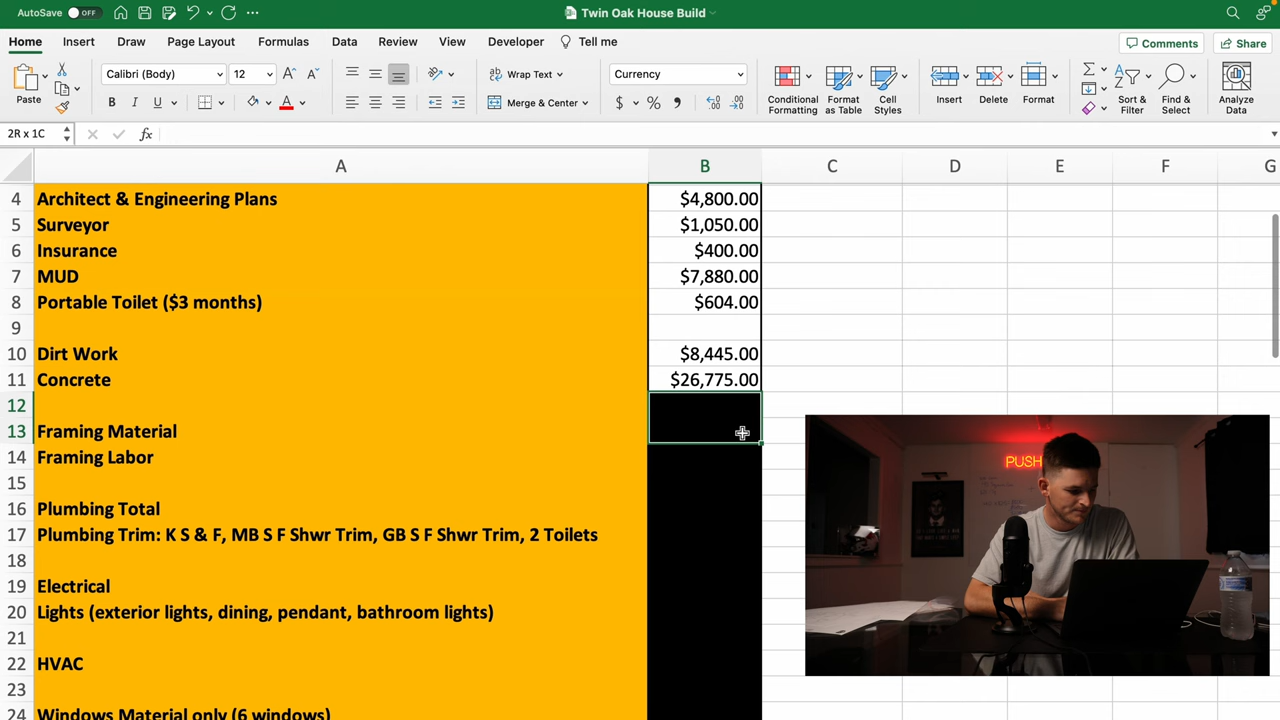 AutoSave OFF Twin Oak House Build
Home Insert Draw Page Layout Formulas Data Review View Developer Tell me Comments Share
Calibri (Body) 12 Wrap Text Currency
Paste B I U Merge & Center $ % Conditional Formatting Format as Table Cell Styles Insert Delete Format Sort & Filter Find & Select Analyze Data
2R x 1C fx
A B C D E F G
4 Architect & Engineering Plans $4,800.00
5 Surveyor $1,050.00
6 Insurance $400.00
7 MUD $7,880.00
8 Portable Toilet ($3 months) $604.00
9
10 Dirt Work $8,445.00
11 Concrete $26,775.00
12
13 Framing Material
14 Framing Labor
15
16 Plumbing Total
17 Plumbing Trim: K S & F, MB S F Shwr Trim, GB S F Shwr Trim, 2 Toilets
18
19 Electrical
20 Lights (exterior lights, dining, pendant, bathroom lights)
21
22 HVAC
23
24 Windows Material only (6 windows)
PUSH